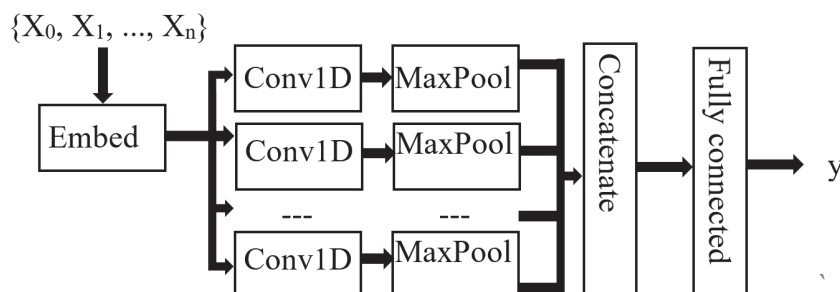 {X0, X1, ..., Xn}
Embed
Conv1D
MaxPool
Conv1D
MaxPool
---
---
Conv1D
MaxPool
Concatenate
Fully connected
y